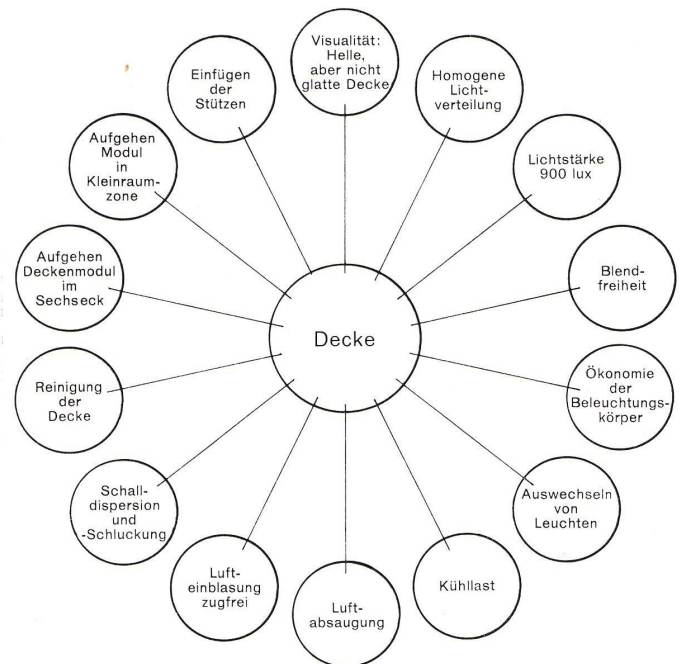 Visualität:
Helle,
aber nicht
glatte Decke
Homogene
Licht-
verteilung
Lichtstärke
900 lux
Blend-
freiheit
Ökonomie
der
Beleuchtungs-
körper
Auswechseln
von
Leuchten
Kühllast
Luft-
absaugung
Luft-
einblasung
zugfrei
Schall-
dispersion
und
-Schluckung
Reinigung
der
Decke
Aufgehen
Deckenmodul
im
Sechseck
Aufgehen
Modul
in
Kleinraum-
zone
Einfügen
der
Stützen
Decke